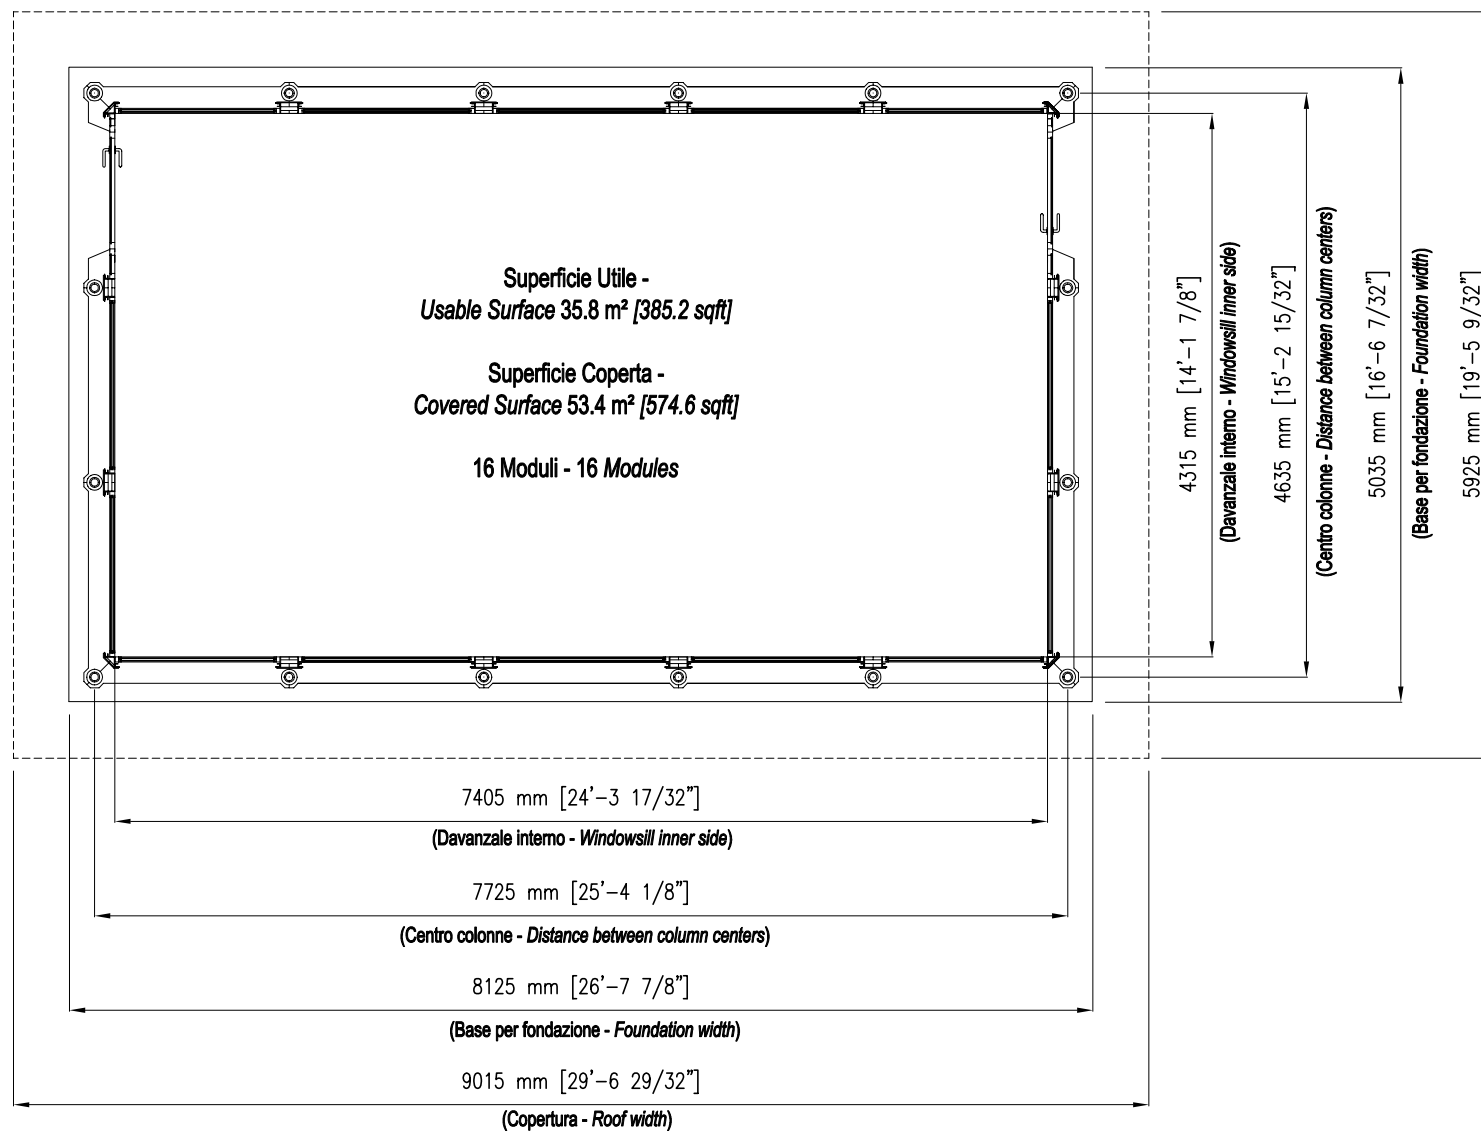 Superficie Utile -
Usable Surface 35.8 m² [385.2 sqft]
Superficie Coperta -
Covered Surface 53.4 m² [574.6 sqft]
16 Moduli - 16 Modules
4315 mm [14'-1 7/8"]
(Davanzale interno - Windowsill inner side)
4635 mm [15'-2 15/32"]
(Centro colonne - Distance between column centers)
5035 mm [16'-6 7/32"]
(Base per fondazione - Foundation width)
5925 mm [19'-5 9/32"]
7405 mm [24'-3 17/32"]
(Davanzale interno - Windowsill inner side)
7725 mm [25'-4 1/8"]
(Centro colonne - Distance between column centers)
8125 mm [26'-7 7/8"]
(Base per fondazione - Foundation width)
9015 mm [29'-6 29/32"]
(Copertura - Roof width)